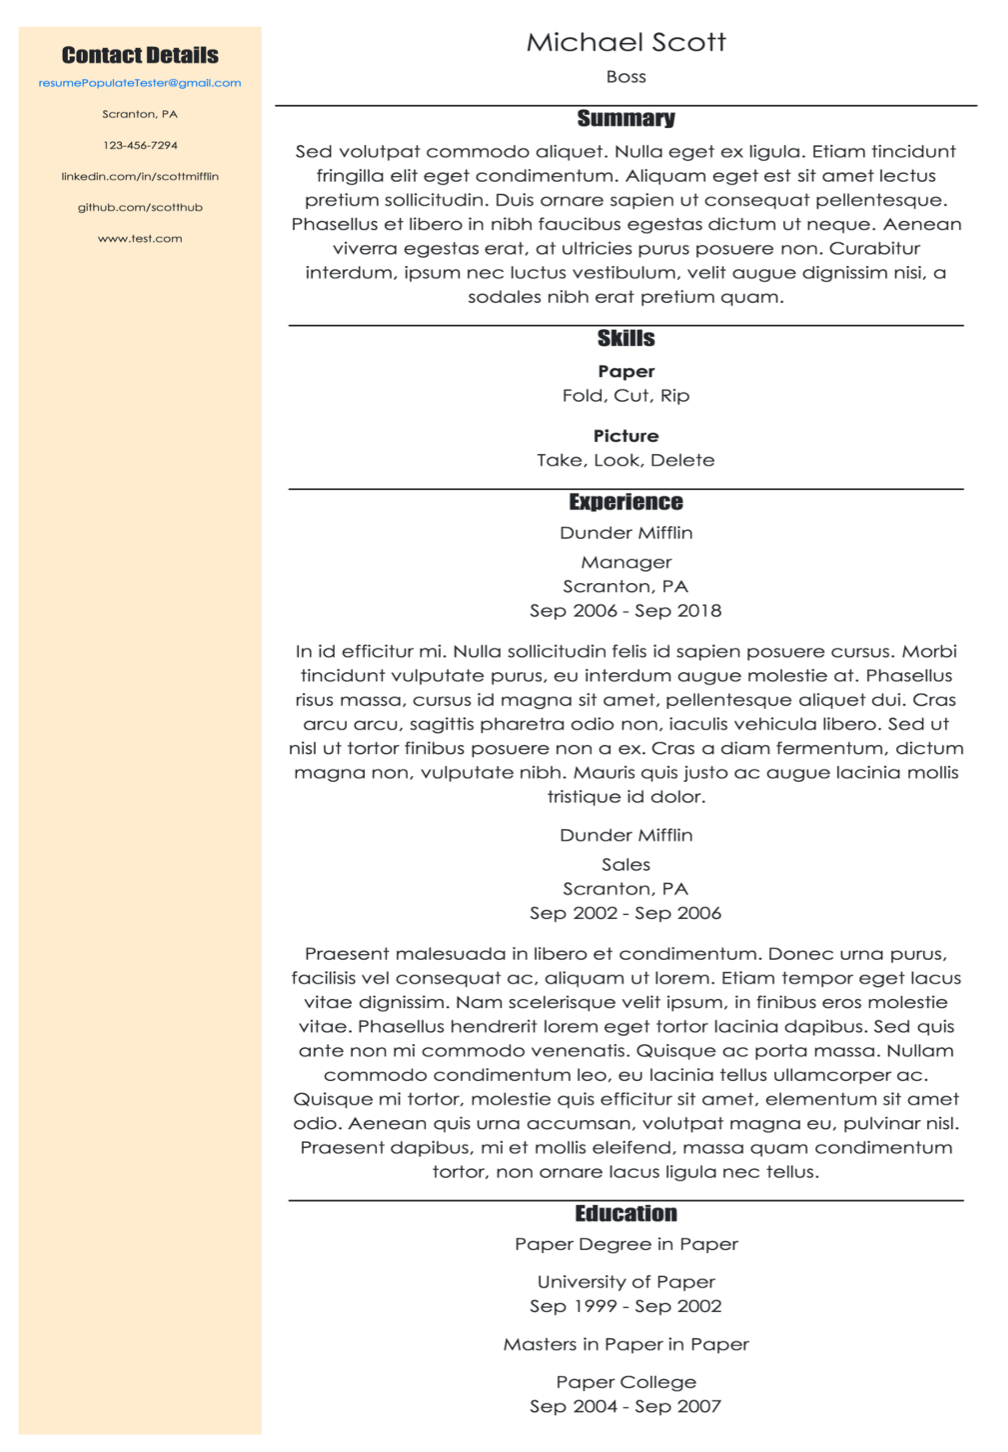 Contact Details
resumePopulateTester@gmail.com
Scranton, PA
123-456-7294
linkedin.com/in/scottmifflin
github.com/scotthub
www.test.com
Michael Scott
Boss
Summary
Sed volutpat commodo aliquet. Nulla eget ex ligula. Etiam tincidunt
fringilla elit eget condimentum. Aliquam eget est sit amet lectus
pretium sollicitudin. Duis ornare sapien ut consequat pellentesque.
Phasellus et libero in nibh faucibus egestas dictum ut neque. Aenean
viverra egestas erat, at ultricies purus posuere non. Curabitur
interdum, ipsum nec luctus vestibulum, velit augue dignissim nisi, a
sodales nibh erat pretium quam.
Skills
Paper
Fold, Cut, Rip
Picture
Take, Look, Delete
Experience
Dunder Mifflin
Manager
Scranton, PA
Sep 2006 - Sep 2018
In id efficitur mi. Nulla sollicitudin felis id sapien posuere cursus. Morbi
tincidunt vulputate purus, eu interdum augue molestie at. Phasellus
risus massa, cursus id magna sit amet, pellentesque aliquet dui. Cras
arcu arcu, sagittis pharetra odio non, iaculis vehicula libero. Sed ut
nisl ut tortor finibus posuere non a ex. Cras a diam fermentum, dictum
magna non, vulputate nibh. Mauris quis justo ac augue lacinia mollis
tristique id dolor.
Dunder Mifflin
Sales
Scranton, PA
Sep 2002 - Sep 2006
Praesent malesuada in libero et condimentum. Donec urna purus,
facilisis vel consequat ac, aliquam ut lorem. Etiam tempor eget lacus
vitae dignissim. Nam scelerisque velit ipsum, in finibus eros molestie
vitae. Phasellus hendrerit lorem eget tortor lacinia dapibus. Sed quis
ante non mi commodo venenatis. Quisque ac porta massa. Nullam
commodo condimentum leo, eu lacinia tellus ullamcorper ac.
Quisque mi tortor, molestie quis efficitur sit amet, elementum sit amet
odio. Aenean quis urna accumsan, volutpat magna eu, pulvinar nisl.
Praesent dapibus, mi et mollis eleifend, massa quam condimentum
tortor, non ornare lacus ligula nec tellus.
Education
Paper Degree in Paper
University of Paper
Sep 1999 - Sep 2002
Masters in Paper in Paper
Paper College
Sep 2004 - Sep 2007